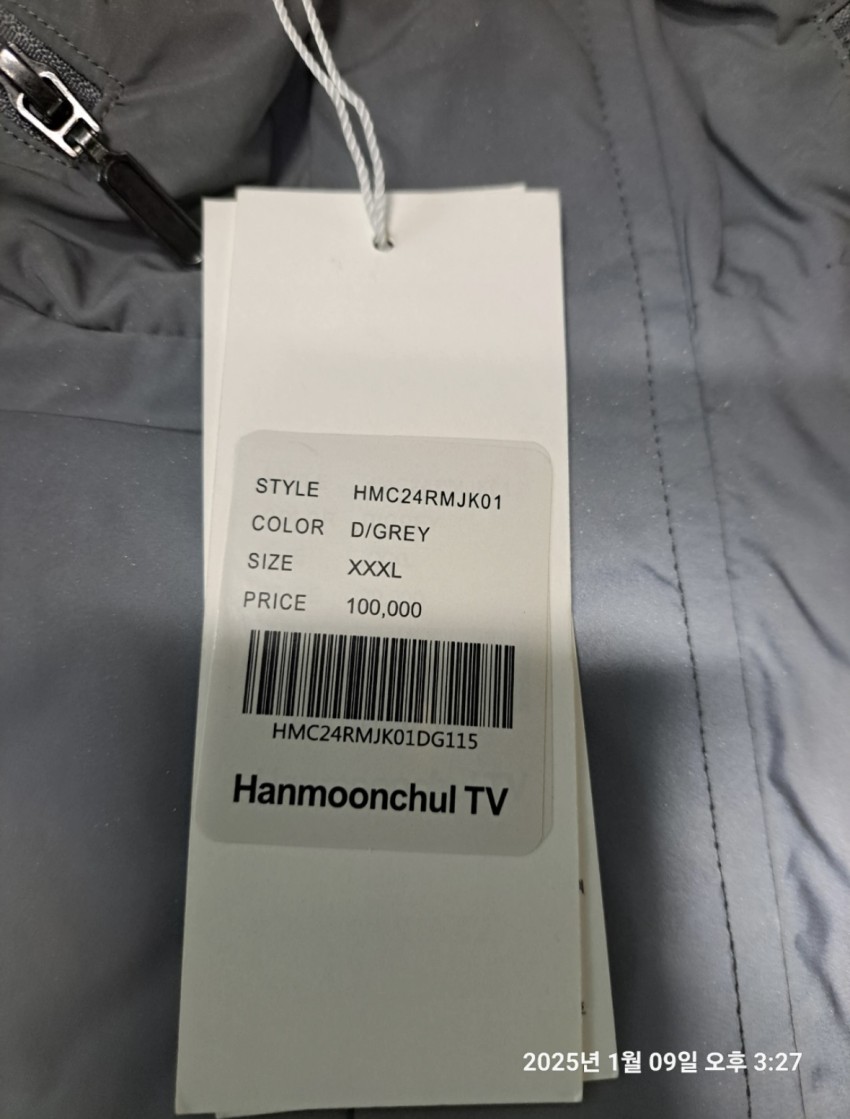 STYLE HMC24RMJK01
COLOR D/GREY
SIZE XXXL
PRICE 100,000
HMC24RMJK01DG115
Hanmoonchul TV
2025년 1월 09일 오후 3:27